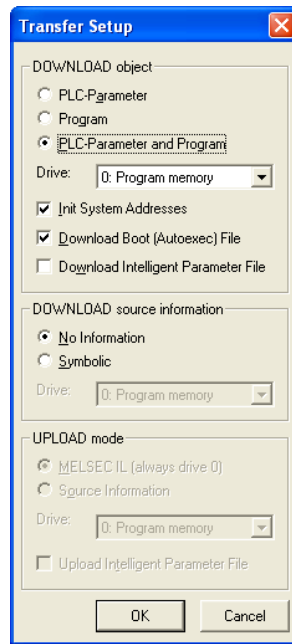 Transfer Setup
DOWNLOAD object
PLC-Parameter
Program
PLC-Parameter and Program
Drive: 0: Program memory
Init System Addresses
Download Boot (Autoexec) File
Download Intelligent Parameter File
DOWNLOAD source information
No Information
Symbolic
Drive: 0: Program memory
UPLOAD mode
MELSEC IL (always drive 0)
Source Information
Drive: 0: Program memory
Upload Intelligent Parameter File
OK Cancel